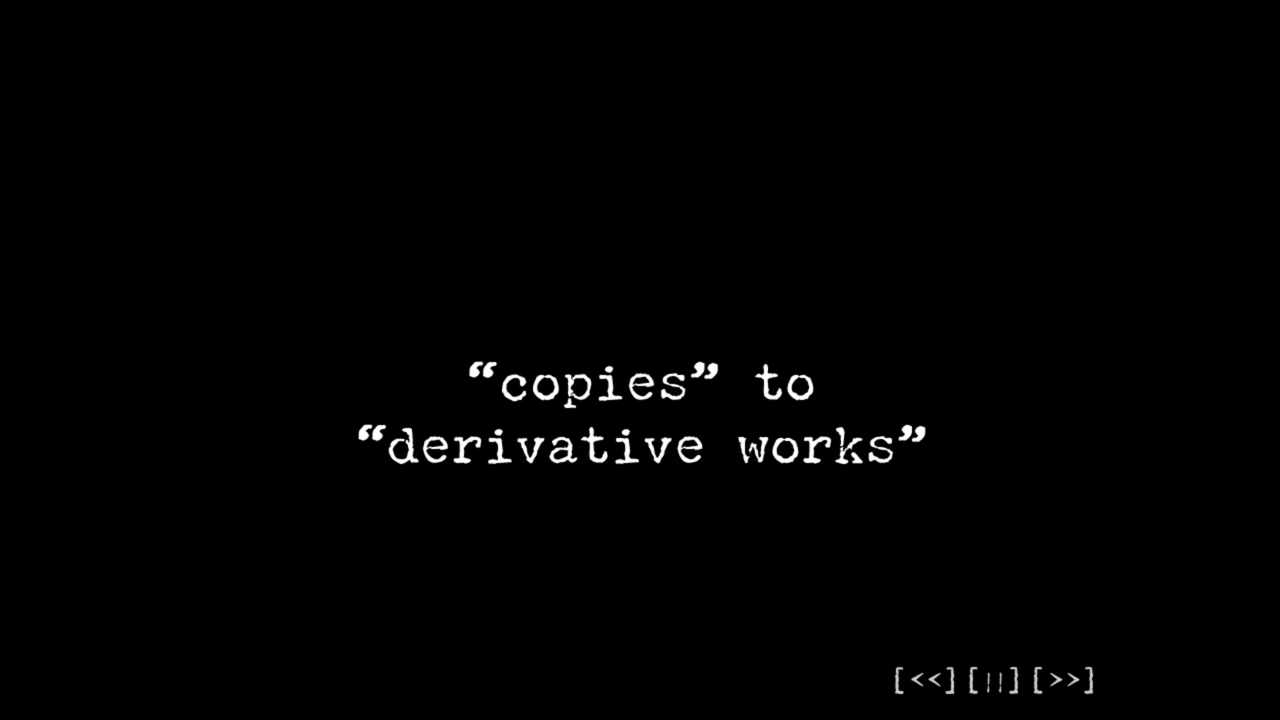 “copies” to
“derivative works”
[<<] [||] [>>]